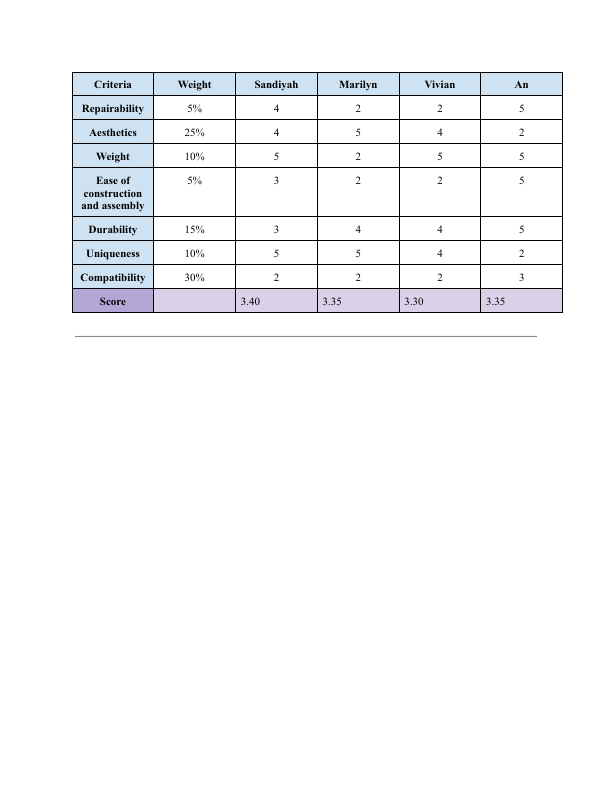 Criteria Weight Sandiyah Marilyn Vivian An
Repairability 5% 4 2 2 5
Aesthetics 25% 4 5 4 2
Weight 10% 5 2 5 5
Ease of construction and assembly 5% 3 2 2 5
Durability 15% 3 4 4 5
Uniqueness 10% 5 5 4 2
Compatibility 30% 2 2 2 3
Score 3.40 3.35 3.30 3.35